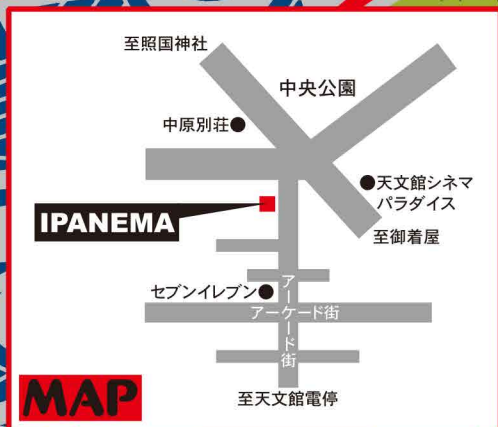 至照国神社
中央公園
中原別荘
天文館シネマ
パラダイス
IPANEMA
至御着屋
セブンイレブン
アーケード街
アーケード街
至天文館電停
MAP